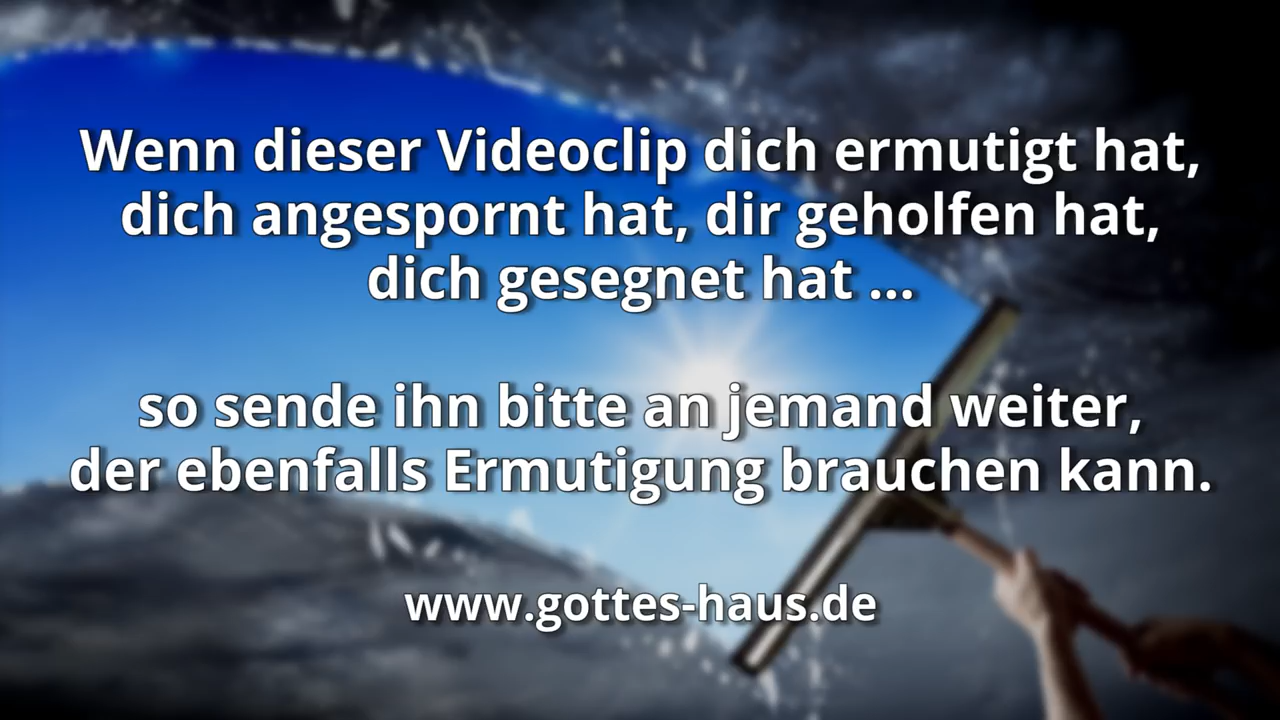 Wenn dieser Videoclip dich ermutigt hat,
dich angespornt hat, dir geholfen hat,
dich gesegnet hat ...
so sende ihn bitte an jemand weiter,
der ebenfalls Ermutigung brauchen kann.
www.gottes-haus.de